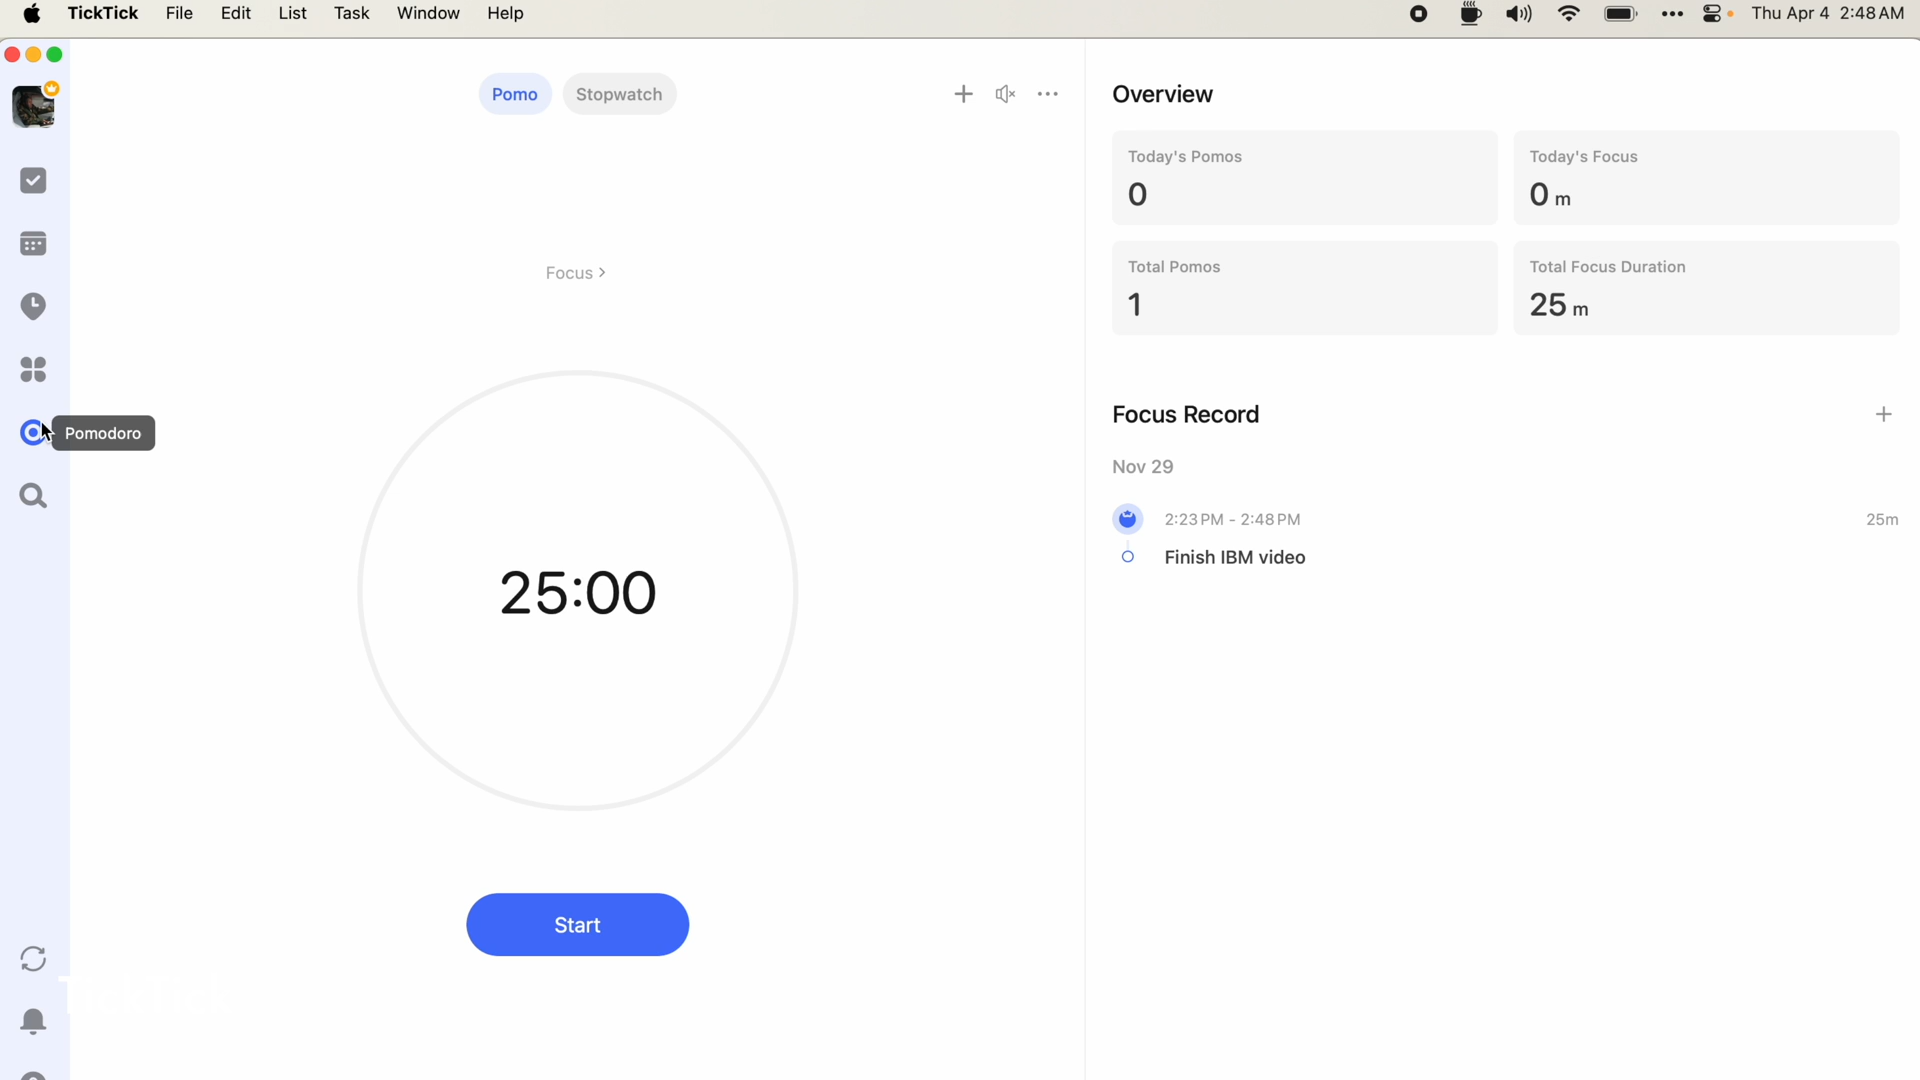 TickTick File Edit List Task Window Help Thu Apr 4 2:48 AM
Pomo Stopwatch
Focus >
25:00
Start
Pomodoro
Overview
Today's Pomos
0
Today's Focus
0 m
Total Pomos
1
Total Focus Duration
25 m
Focus Record
Nov 29
2:23 PM - 2:48 PM 25m
Finish IBM video